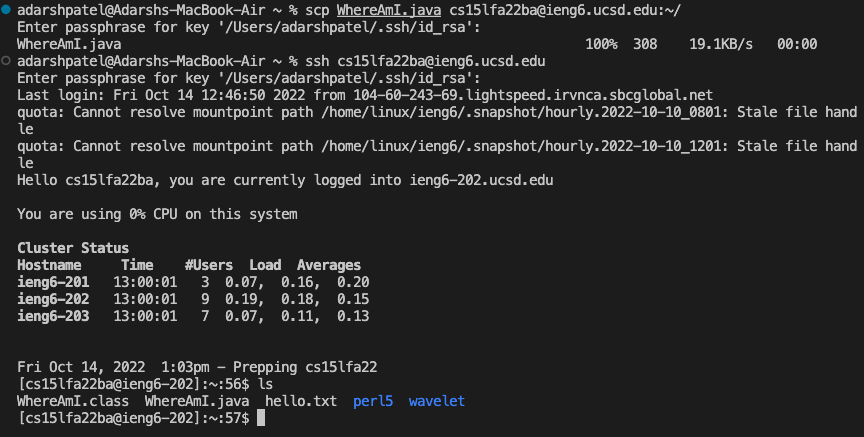 adarshpatel@Adarshs-MacBook-Air ~ % scp WhereAmI.java cs15lfa22ba@ieng6.ucsd.edu:~/
Enter passphrase for key '/Users/adarshpatel/.ssh/id_rsa':
WhereAmI.java 100% 308 19.1KB/s 00:00
adarshpatel@Adarshs-MacBook-Air ~ % ssh cs15lfa22ba@ieng6.ucsd.edu
Enter passphrase for key '/Users/adarshpatel/.ssh/id_rsa':
Last login: Fri Oct 14 12:46:50 2022 from 104-60-243-69.lightspeed.irvnca.sbcglobal.net
quota: Cannot resolve mountpoint path /home/linux/ieng6/.snapshot/hourly.2022-10-10_0801: Stale file hand
le
quota: Cannot resolve mountpoint path /home/linux/ieng6/.snapshot/hourly.2022-10-10_1201: Stale file hand
le
Hello cs15lfa22ba, you are currently logged into ieng6-202.ucsd.edu
You are using 0% CPU on this system
Cluster Status
Hostname Time #Users Load Averages
ieng6-201 13:00:01 3 0.07, 0.16, 0.20
ieng6-202 13:00:01 9 0.19, 0.18, 0.15
ieng6-203 13:00:01 7 0.07, 0.11, 0.13
Fri Oct 14, 2022 1:03pm - Prepping cs15lfa22
[cs15lfa22ba@ieng6-202]:~:56$ ls
WhereAmI.class WhereAmI.java hello.txt perl5 wavelet
[cs15lfa22ba@ieng6-202]:~:57$